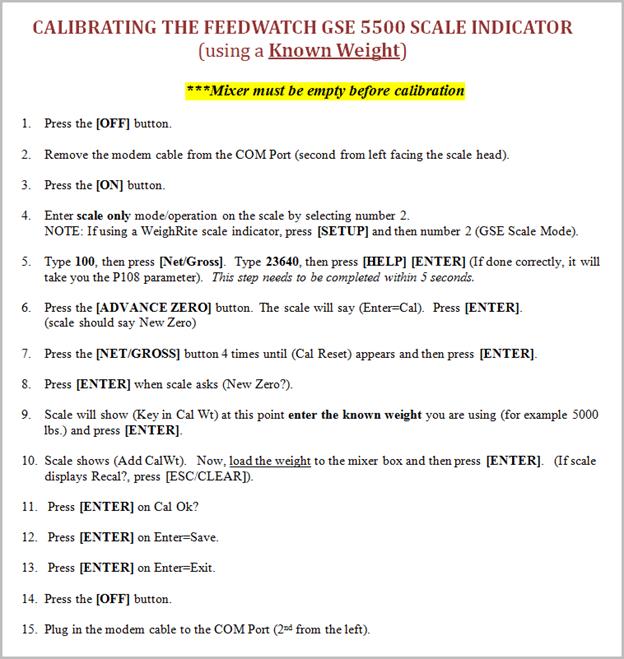 CALIBRATING THE FEEDWATCH GSE 5500 SCALE INDICATOR
(using a Known Weight)
***Mixer must be empty before calibration
1. Press the [OFF] button.
2. Remove the modem cable from the COM Port (second from left facing the scale head).
3. Press the [ON] button.
4. Enter scale only mode/operation on the scale by selecting number 2.
NOTE: If using a WeighRite scale indicator, press [SETUP] and then number 2 (GSE Scale Mode).
5. Type 100, then press [Net/Gross]. Type 23640, then press [HELP] [ENTER] (If done correctly, it will
take you the P108 parameter). This step needs to be completed within 5 seconds.
6. Press the [ADVANCE ZERO] button. The scale will say (Enter=Cal). Press [ENTER].
(scale should say New Zero)
7. Press the [NET/GROSS] button 4 times until (Cal Reset) appears and then press [ENTER].
8. Press [ENTER] when scale asks (New Zero?).
9. Scale will show (Key in Cal Wt) at this point enter the known weight you are using (for example 5000
lbs.) and press [ENTER].
10. Scale shows (Add CalWt). Now, load the weight to the mixer box and then press [ENTER]. (If scale
displays Recal?, press [ESC/CLEAR]).
11. Press [ENTER] on Cal Ok?
12. Press [ENTER] on Enter=Save.
13. Press [ENTER] on Enter=Exit.
14. Press the [OFF] button.
15. Plug in the modem cable to the COM Port (2nd from the left).